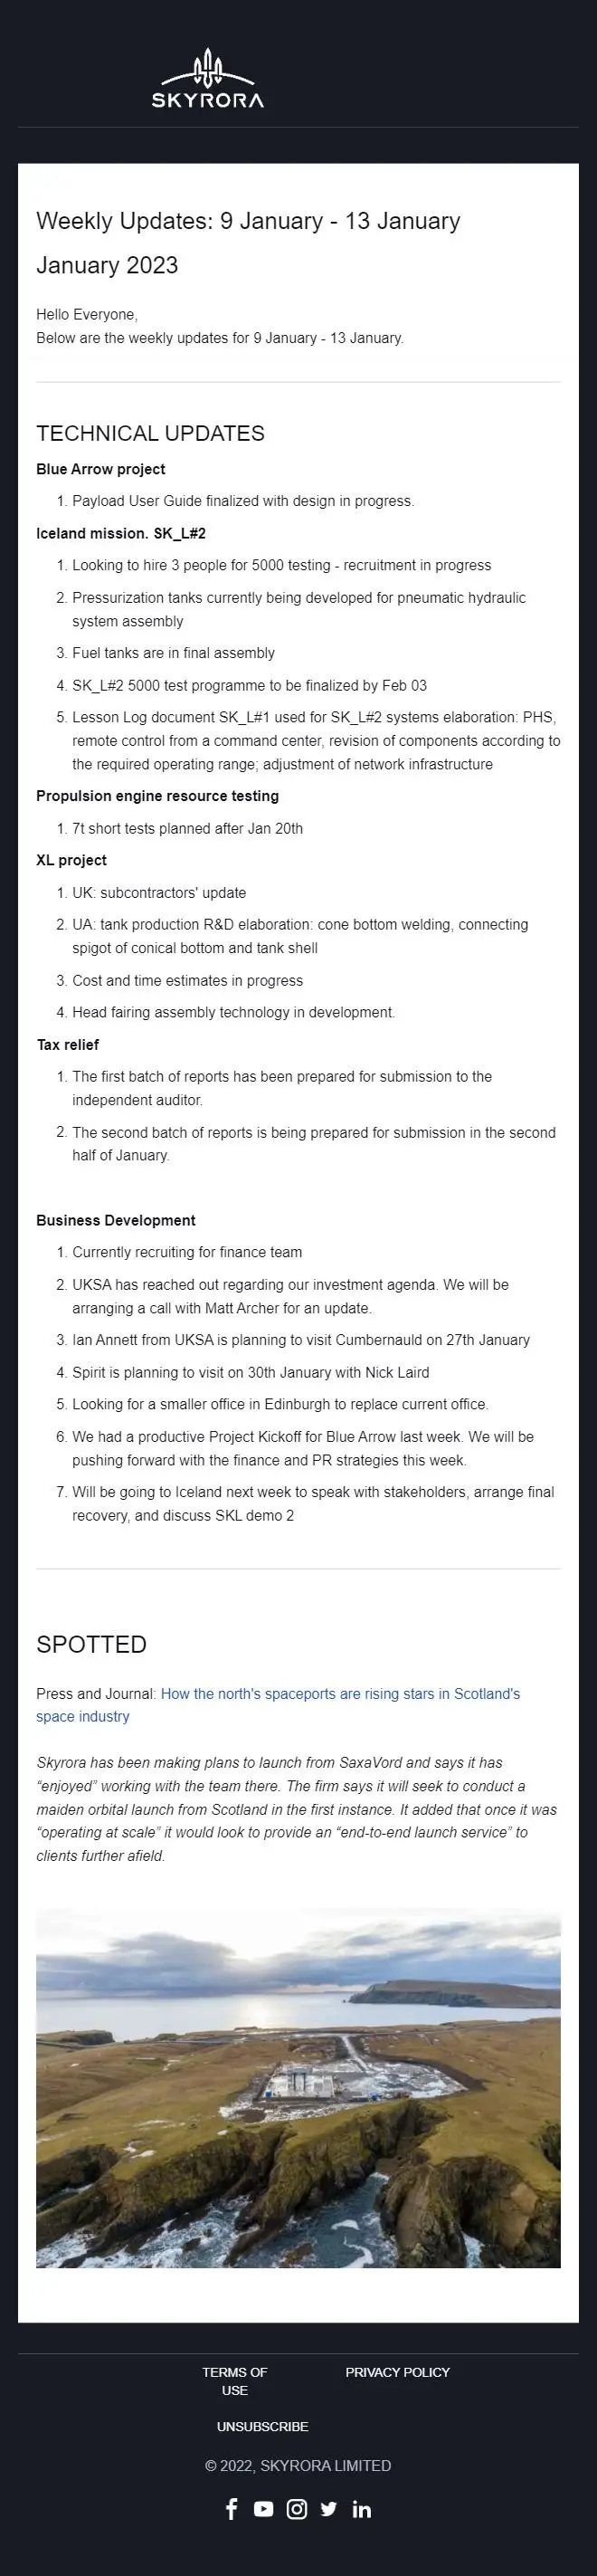 SKYRORA
Weekly Updates: 9 January - 13 January
January 2023
Hello Everyone,
Below are the weekly updates for 9 January - 13 January.
TECHNICAL UPDATES
Blue Arrow project
1. Payload User Guide finalized with design in progress.
Iceland mission. SK_L#2
1. Looking to hire 3 people for 5000 testing - recruitment in progress
2. Pressurization tanks currently being developed for pneumatic hydraulic
system assembly
3. Fuel tanks are in final assembly
4. SK_L#2 5000 test programme to be finalized by Feb 03
5. Lesson Log document SK_L#1 used for SK_L#2 systems elaboration: PHS,
remote control from a command center, revision of components according to
the required operating range; adjustment of network infrastructure
Propulsion engine resource testing
1. 7t short tests planned after Jan 20th
XL project
1. UK: subcontractors' update
2. UA: tank production R&D elaboration: cone bottom welding, connecting
spigot of conical bottom and tank shell
3. Cost and time estimates in progress
4. Head fairing assembly technology in development.
Tax relief
1. The first batch of reports has been prepared for submission to the
independent auditor.
2. The second batch of reports is being prepared for submission in the second
half of January.
Business Development
1. Currently recruiting for finance team
2. UKSA has reached out regarding our investment agenda. We will be
arranging a call with Matt Archer for an update.
3. Ian Annett from UKSA is planning to visit Cumbernauld on 27th January
4. Spirit is planning to visit on 30th January with Nick Laird
5. Looking for a smaller office in Edinburgh to replace current office.
6. We had a productive Project Kickoff for Blue Arrow last week. We will be
pushing forward with the finance and PR strategies this week.
7. Will be going to Iceland next week to speak with stakeholders, arrange final
recovery, and discuss SKL demo 2
SPOTTED
Press and Journal: How the north's spaceports are rising stars in Scotland's
space industry
Skyrora has been making plans to launch from SaxaVord and says it has
“enjoyed” working with the team there. The firm says it will seek to conduct a
maiden orbital launch from Scotland in the first instance. It added that once it was
“operating at scale” it would look to provide an “end-to-end launch service” to
clients further afield.
TERMS OF
USE
PRIVACY POLICY
UNSUBSCRIBE
© 2022, SKYRORA LIMITED